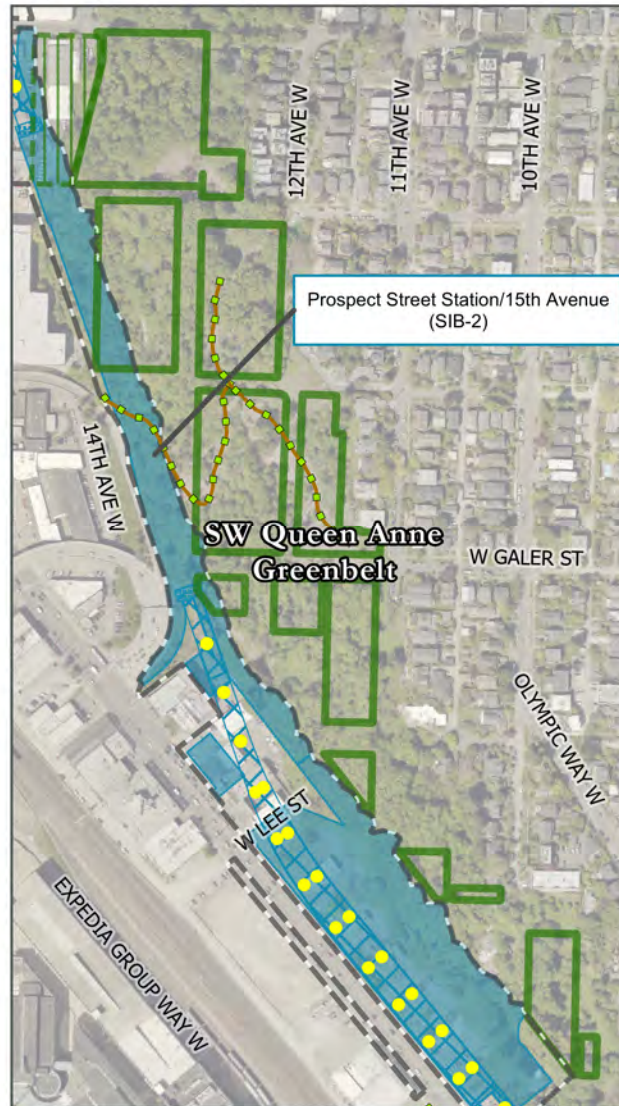 12TH AVE W
11TH AVE W
10TH AVE W
Prospect Street Station/15th Avenue
(SIB-2)
14TH AVE W
SW Queen Anne
Greenbelt
W GALER ST
OLYMPIC WAY W
W LEE ST
EXPEDIA GROUP WAY W